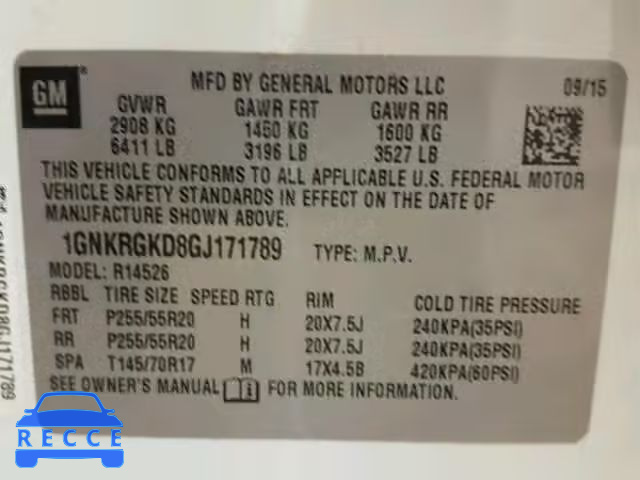 GM
MFD BY GENERAL MOTORS LLC 09/15
GVWR GAWR FRT GAWR RR
2908 KG 1450 KG 1600 KG
6411 LB 3196 LB 3527 LB
THIS VEHICLE CONFORMS TO ALL APPLICABLE U.S. FEDERAL MOTOR
VEHICLE SAFETY STANDARDS IN EFFECT ON THE DATE OF
MANUFACTURE SHOWN ABOVE.
1GNKRGKD8GJ171789 TYPE: M.P.V.
MODEL: R14526
RBBL TIRE SIZE SPEED RTG RIM COLD TIRE PRESSURE
FRT P255/55R20 H 20X7.5J 240KPA(35PSI)
RR P255/55R20 H 20X7.5J 240KPA(35PSI)
SPA T145/70R17 M 17X4.5B 420KPA(60PSI)
SEE OWNER'S MANUAL FOR MORE INFORMATION.
1GNKRGKD8GJ171789
RECCE